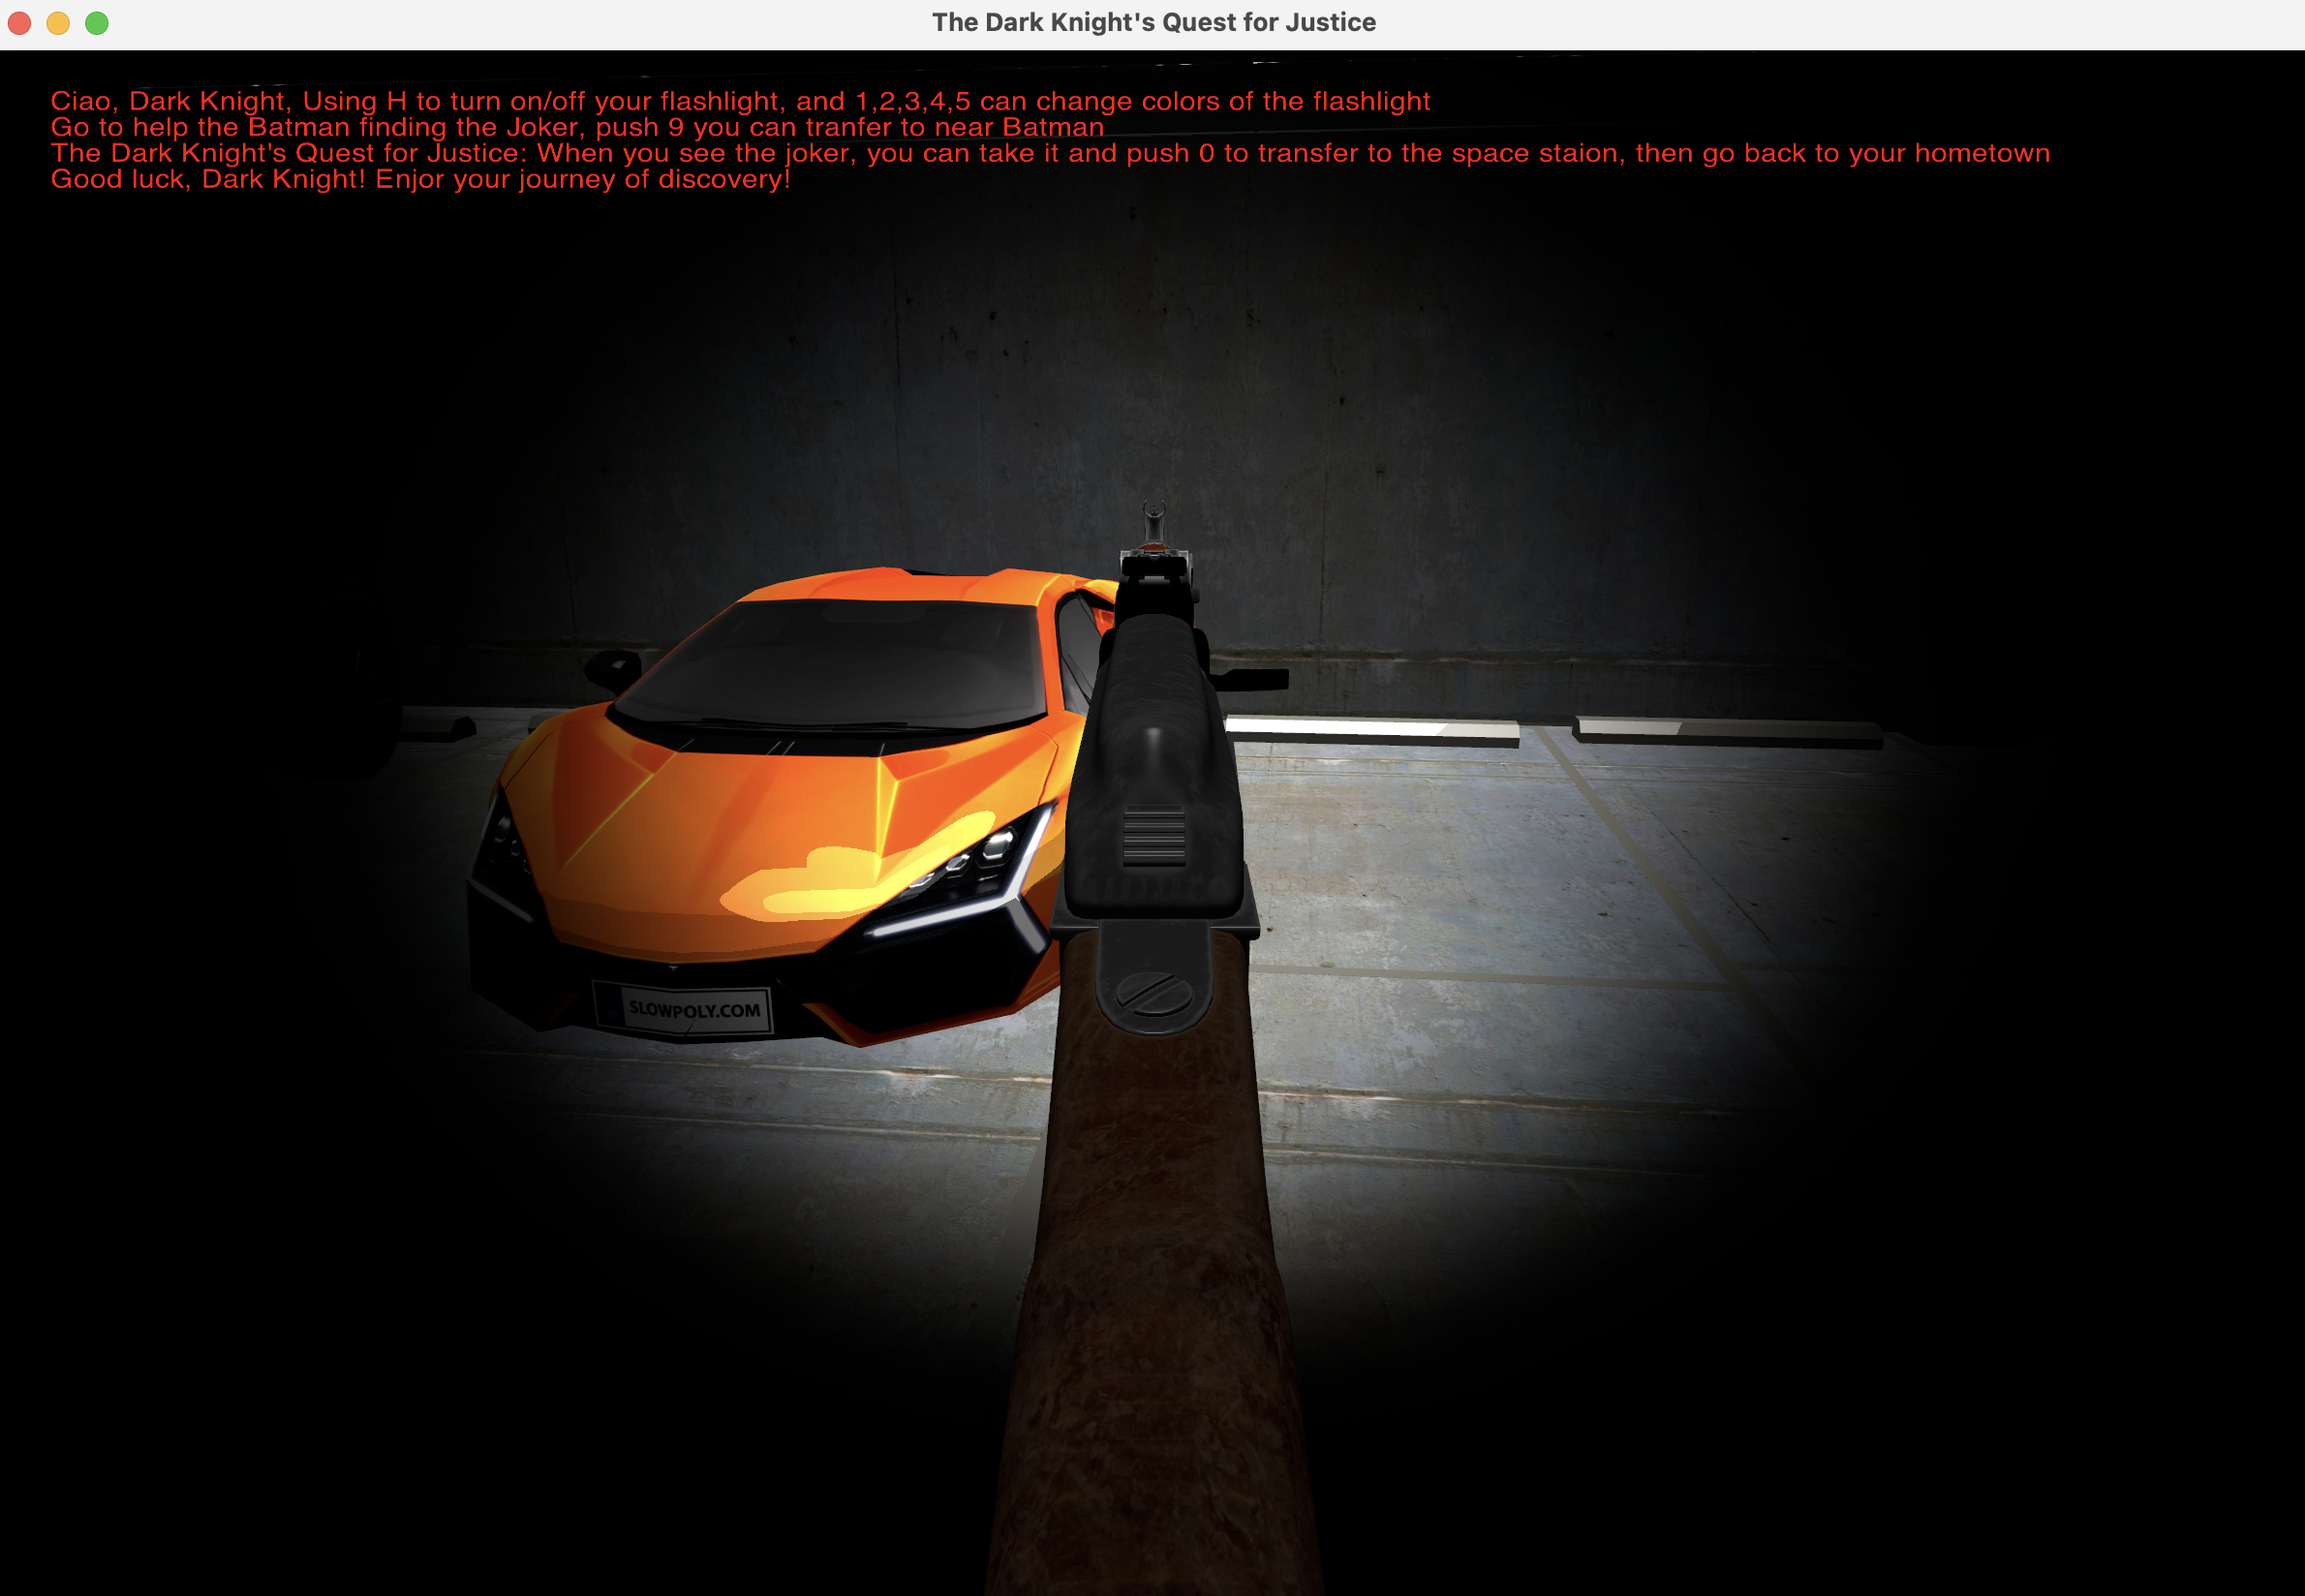 The Dark Knight's Quest for Justice
Ciao, Dark Knight, Using H to turn on/off your flashlight, and 1,2,3,4,5 can change colors of the flashlight
Go to help the Batman finding the Joker, push 9 you can tranfer to near Batman
The Dark Knight's Quest for Justice: When you see the joker, you can take it and push 0 to transfer to the space staion, then go back to your hometown
Good luck, Dark Knight! Enjor your journey of discovery!
SLOWPOLY.COM